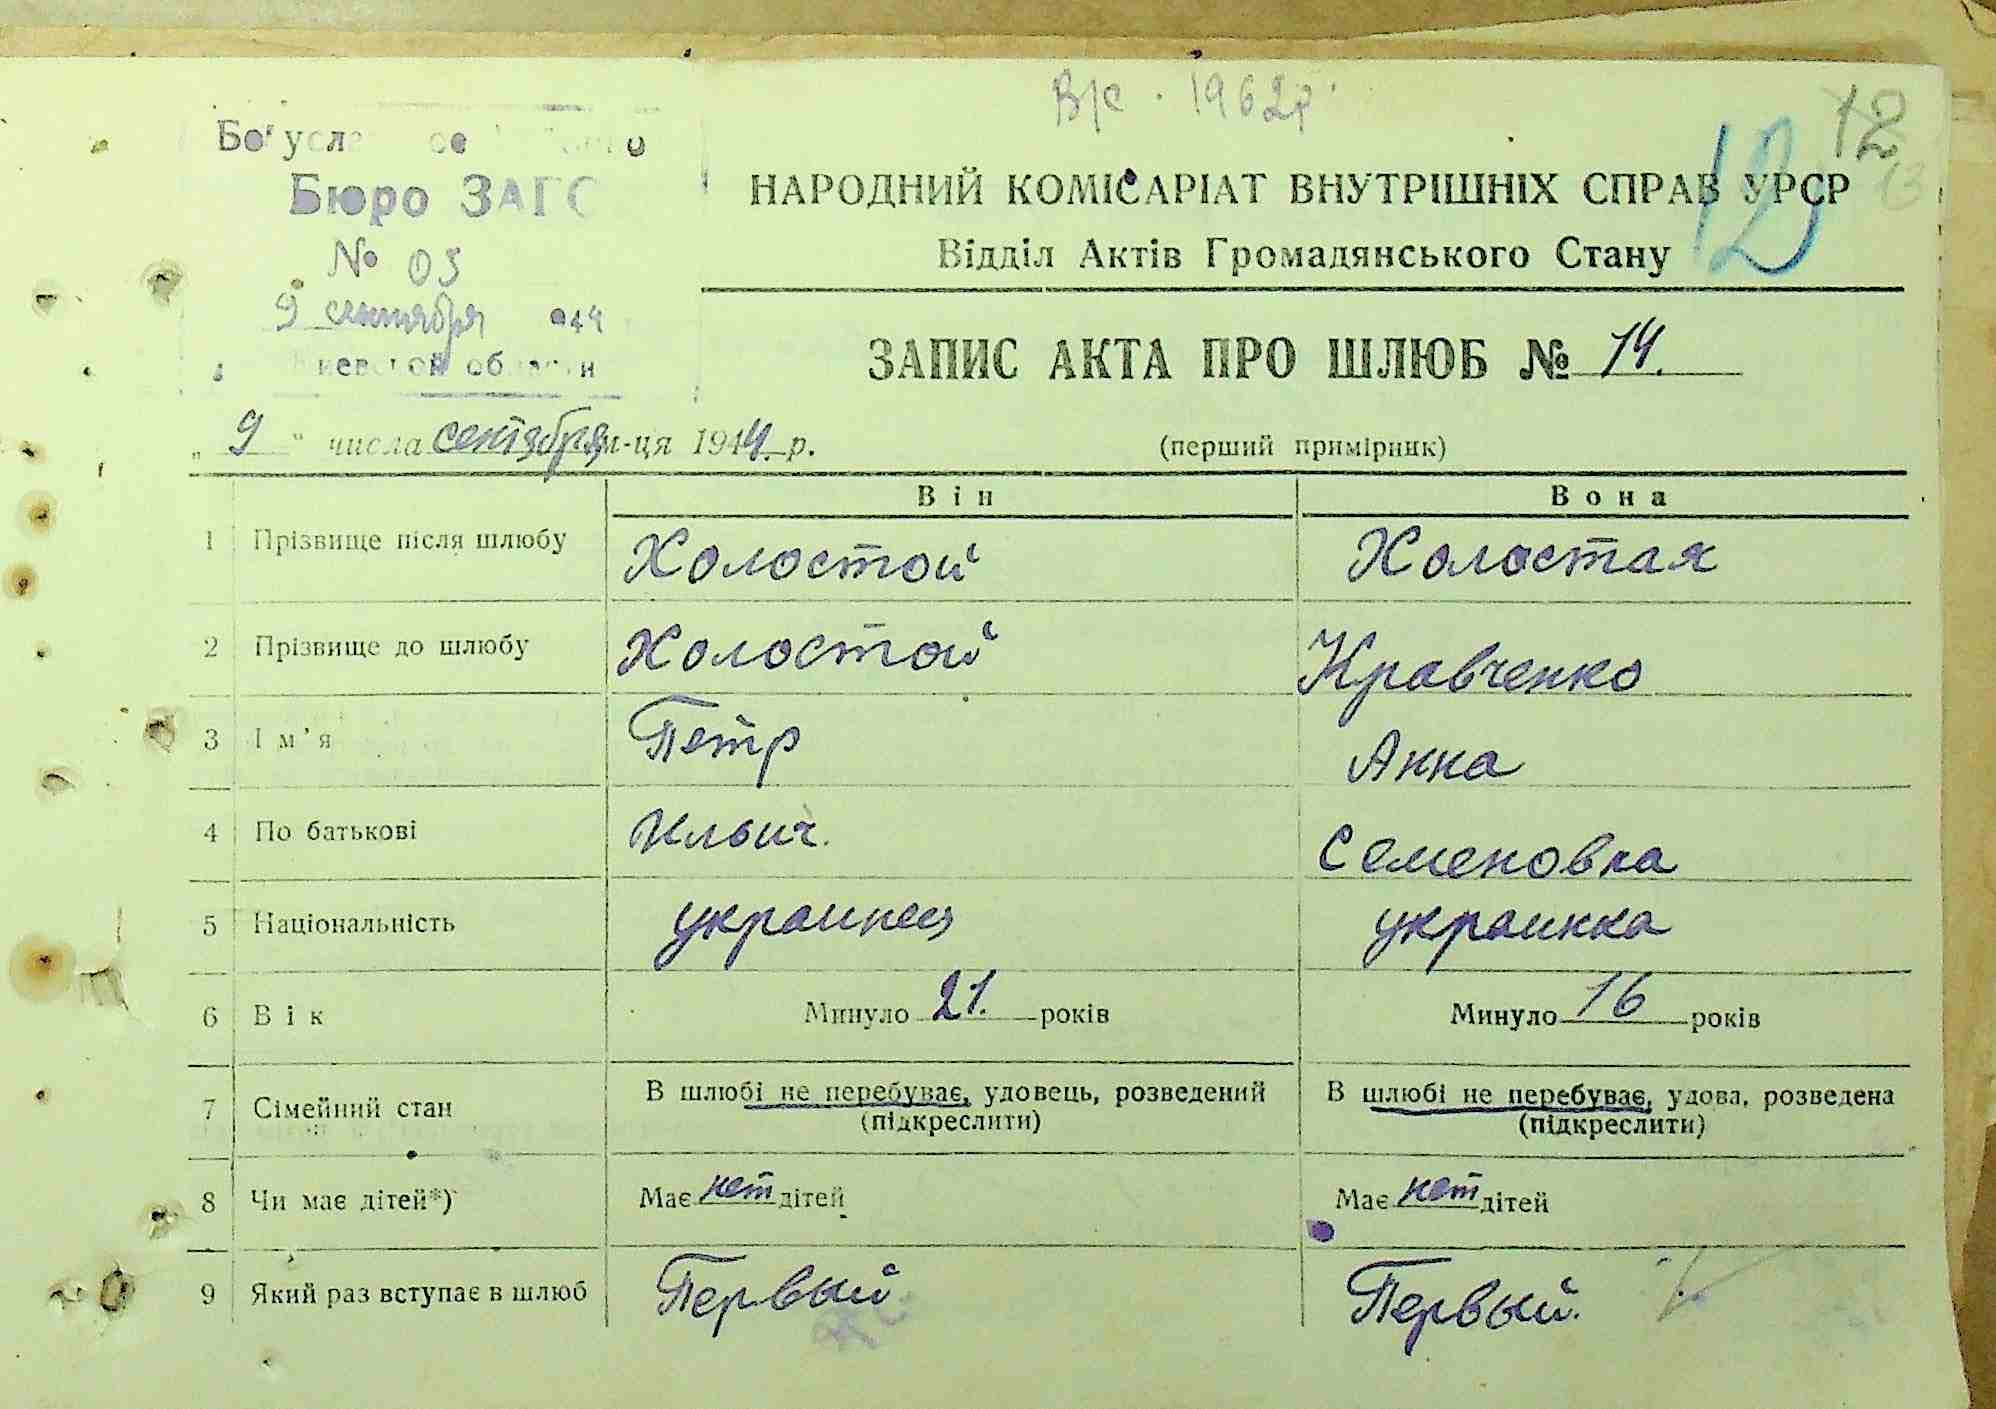 В/с · 1962р.
12
12
Бюро ЗАГС
№ 05
9 сентября 1944
Киевской области
НАРОДНИЙ КОМІСАРІАТ ВНУТРІШНІХ СПРАВ УРСР
Відділ Актів Громадянського Стану
ЗАПИС АКТА ПРО ШЛЮБ № 14.
„ 9 " числа сентября м-ця 1944 р.
(перший примірник)
Він Вона
1 Прізвище після шлюбу Холостой Холостая
2 Прізвище до шлюбу Холостой Кравченко
3 Ім'я Петр Анна
4 По батькові Ильич. Семеновна
5 Національність украинец украинка
6 Вік Минуло 21. років Минуло 16 років
7 Сімейний стан В шлюбі не перебуває, удовець, розведений В шлюбі не перебуває, удова, розведена
(підкреслити) (підкреслити)
8 Чи має дітей*) Має нет дітей Має нет дітей
9 Який раз вступає в шлюб Первый Первый.